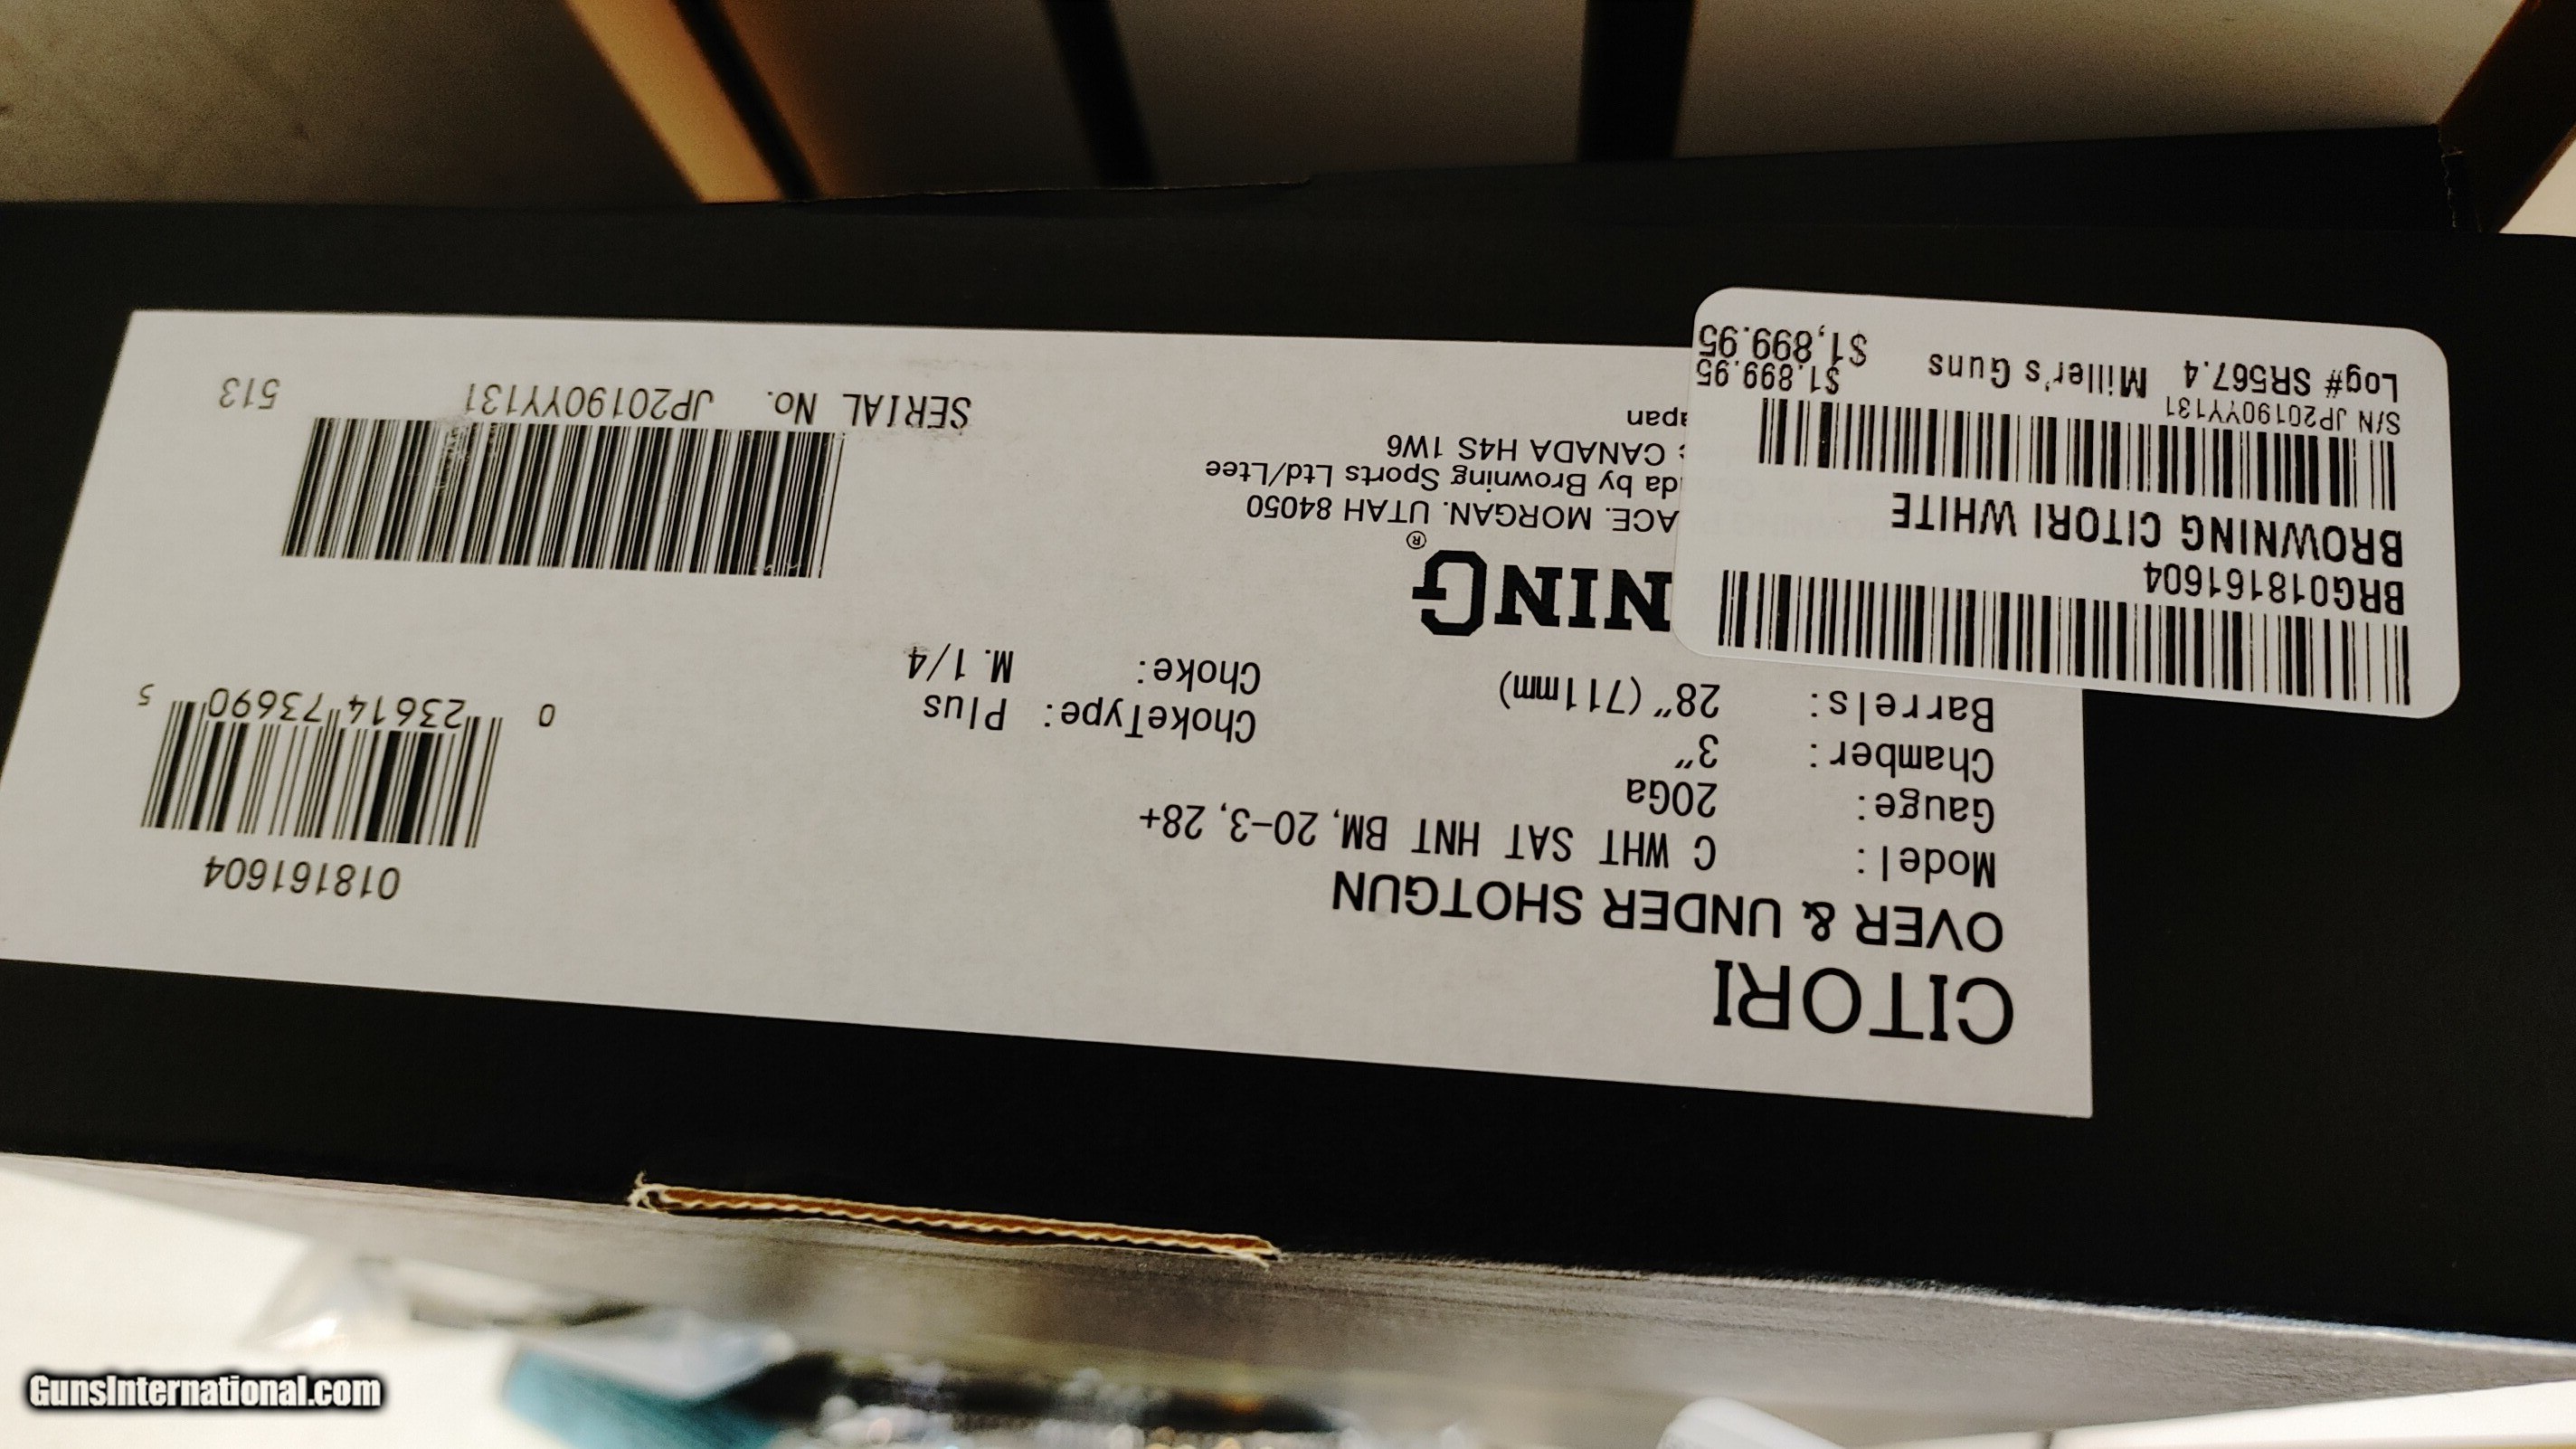 CITORI
OVER & UNDER SHOTGUN
Model: C WHT SAT HNT BM, 20-3, 28+
Gauge: 20Ga
Chamber: 3"
Barrels: 28"(711mm)
ChokeType: Plus
Choke: M.1/4
018161604
0 23614 73690 5
NING®
ACE. MORGAN. UTAH 84050
da by Browning Sports Ltd/Ltee
CANADA H4S 1W6
apan
SERIAL No. JP20190YY131 513
BRG018161604
BROWNING CITORI WHITE
S/N JP20190YY131 $1,899.95
Log# SR567.4 Miller's Guns $1,899.95
GunsInternational.com